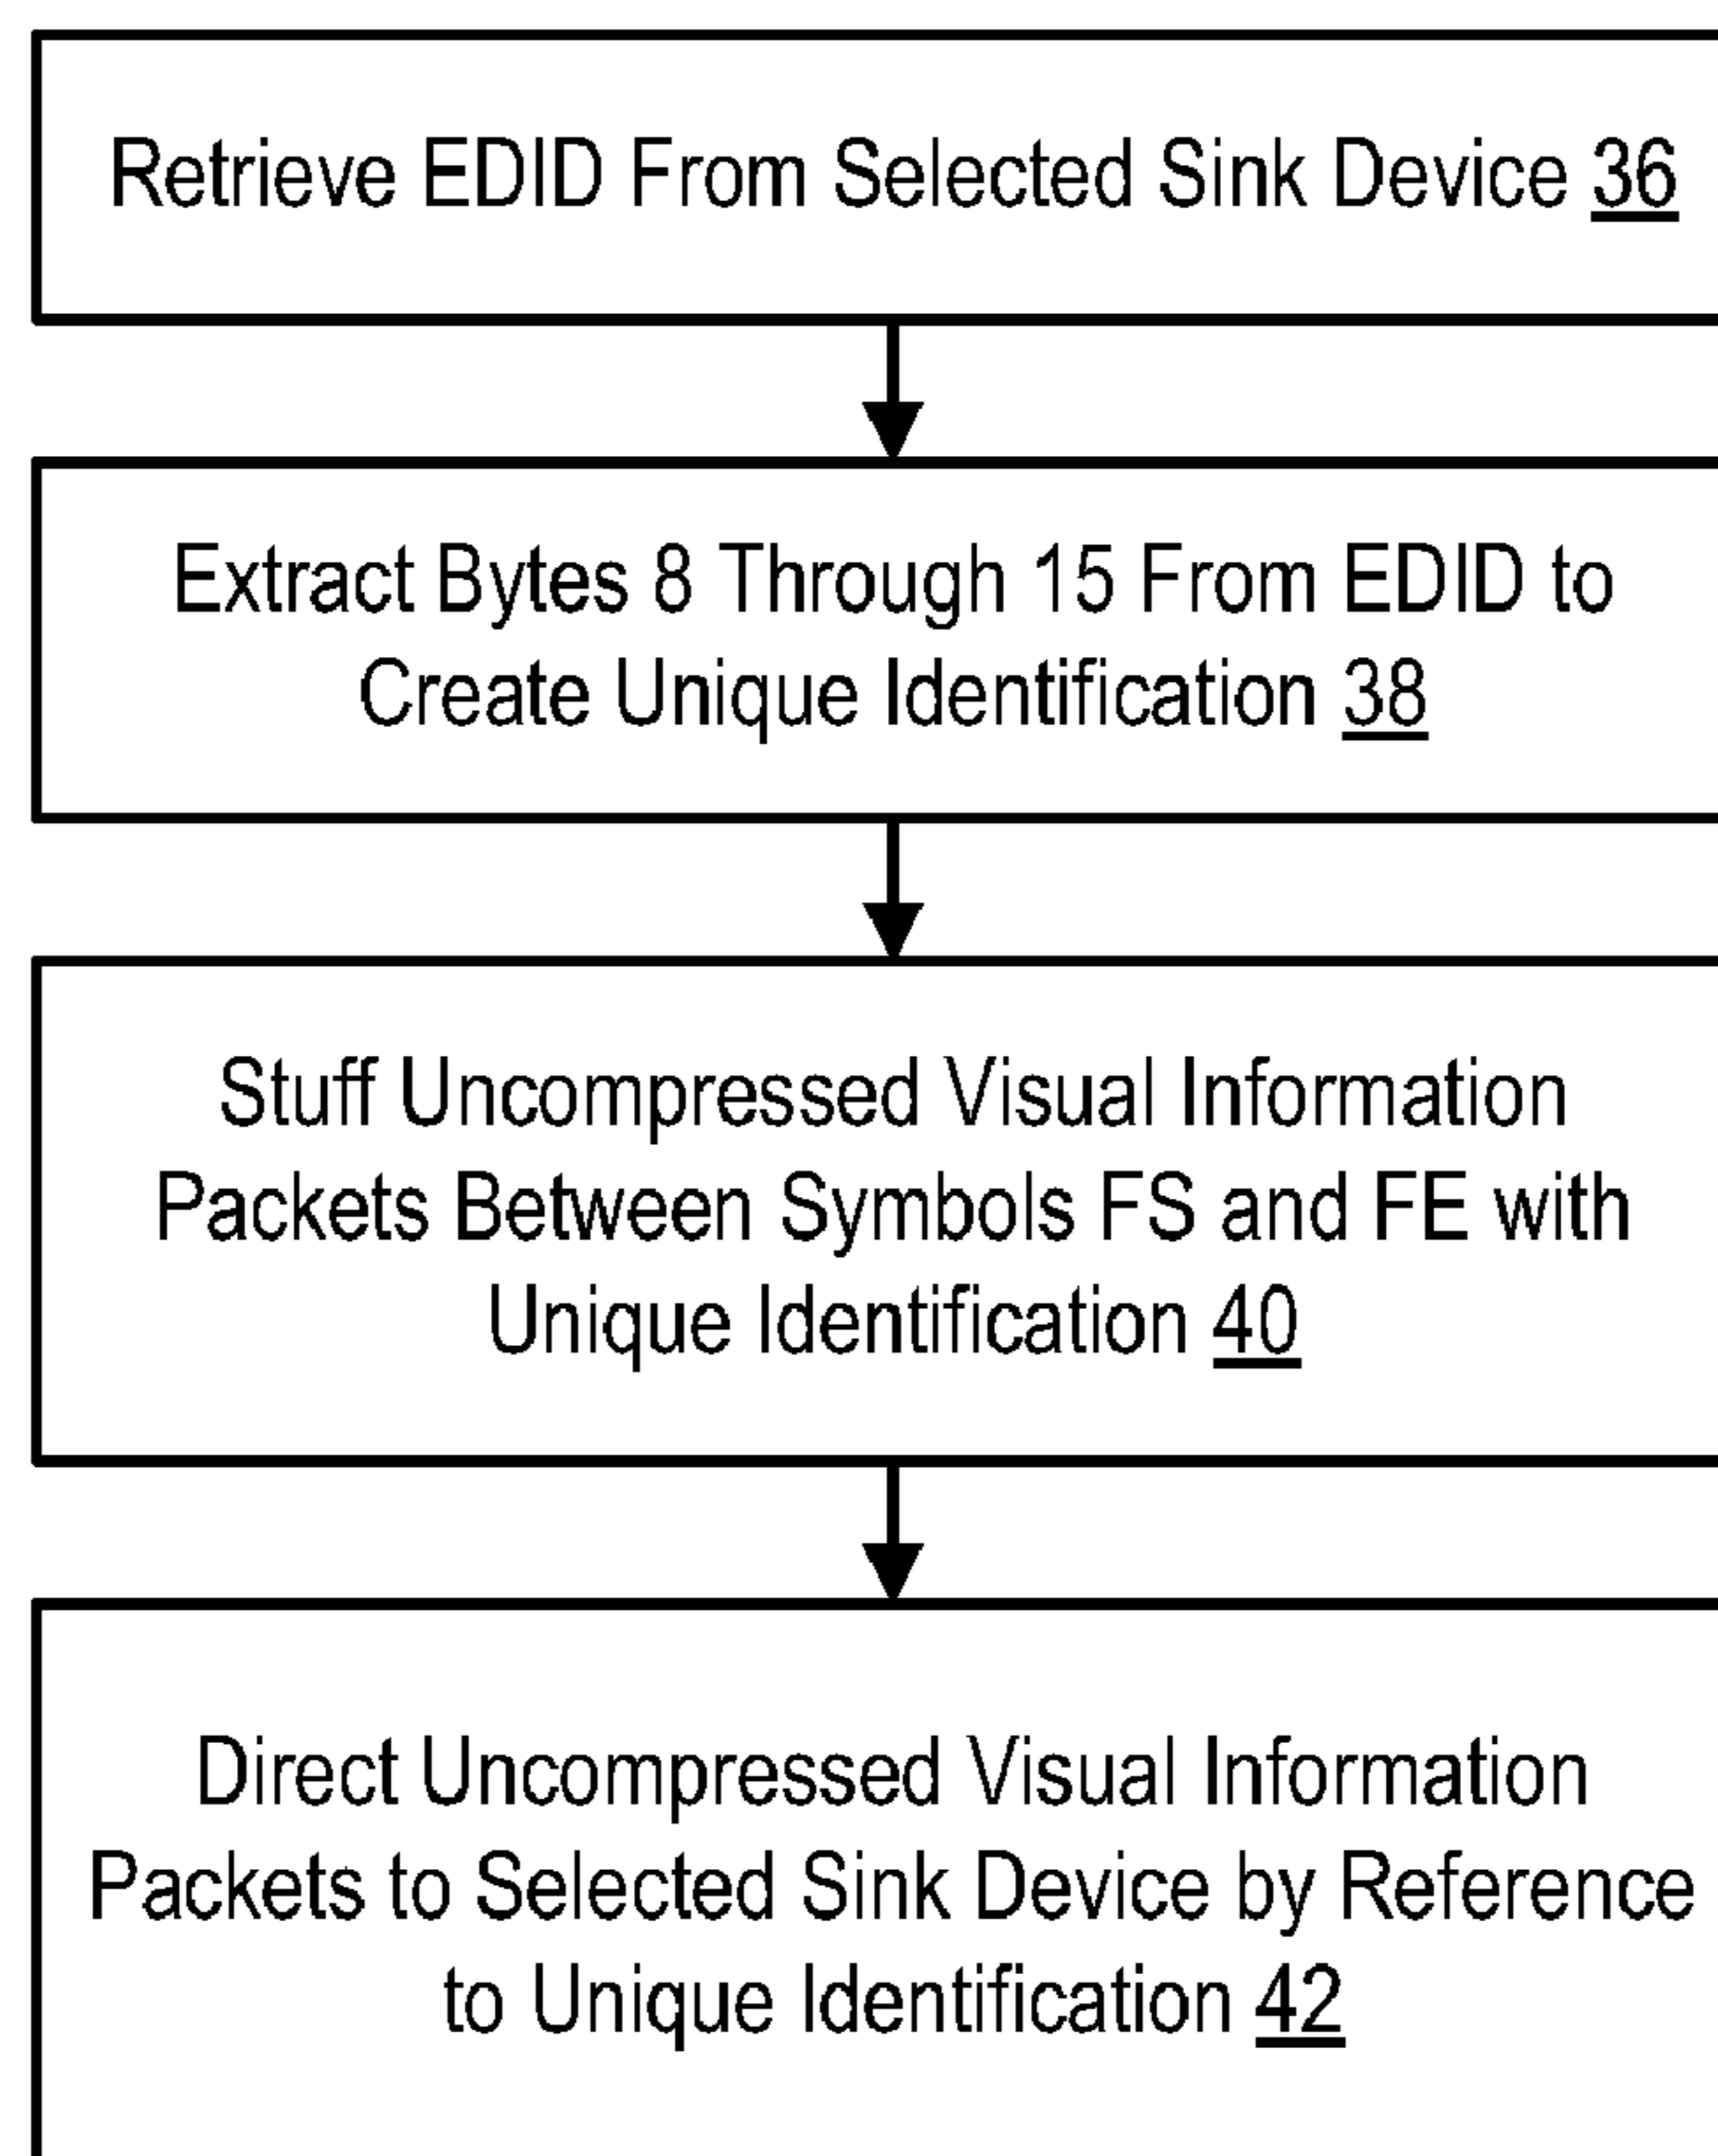 Retrieve EDID From Selected Sink Device 36
Extract Bytes 8 Through 15 From EDID to
Create Unique Identification 38
Stuff Uncompressed Visual Information
Packets Between Symbols FS and FE with
Unique Identification 40
Direct Uncompressed Visual Information
Packets to Selected Sink Device by Reference
to Unique Identification 42